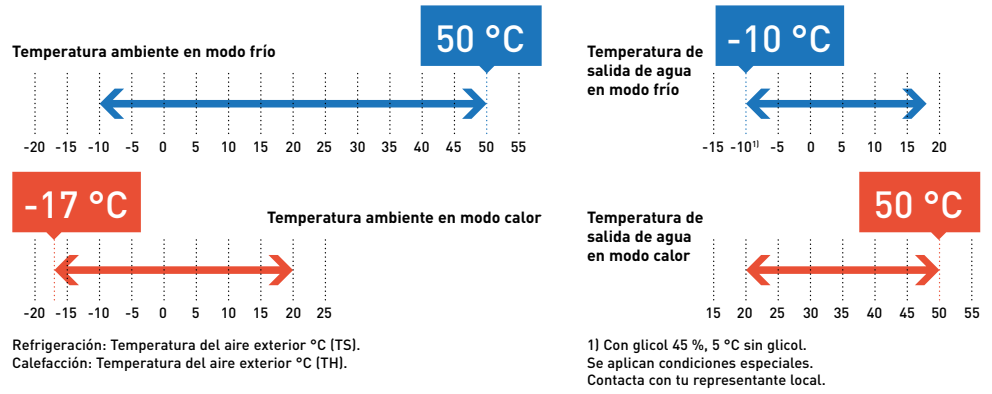 Temperatura ambiente en modo frío
50 °C
-20 -15 -10 -5 0 5 10 15 20 25 30 35 40 45 50 55
Temperatura de
salida de agua
en modo frío
-10 °C
-15 -10¹⁾ -5 0 5 10 15 20
-17 °C
Temperatura ambiente en modo calor
-20 -15 -10 -5 0 5 10 15 20 25
Temperatura de
salida de agua
en modo calor
50 °C
15 20 25 30 35 40 45 50 55
Refrigeración: Temperatura del aire exterior °C (TS).
Calefacción: Temperatura del aire exterior °C (TH).
1) Con glicol 45 %, 5 °C sin glicol.
Se aplican condiciones especiales.
Contacta con tu representante local.